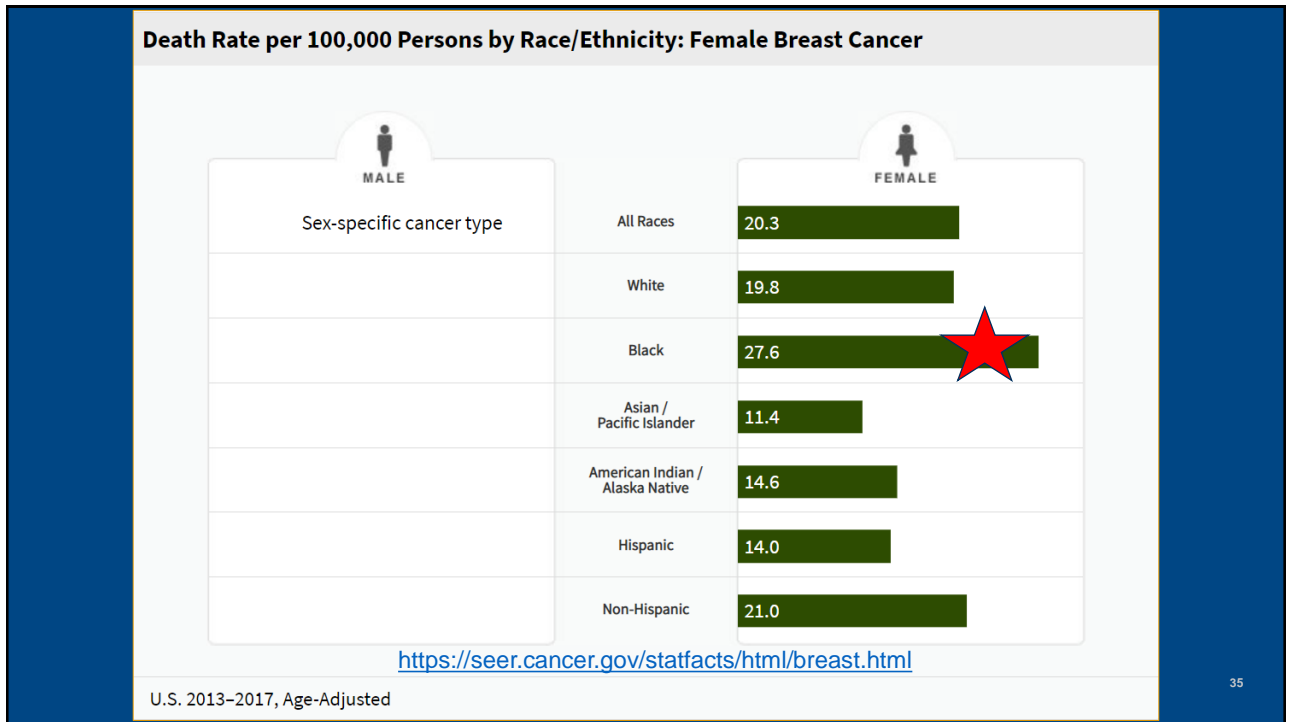 Death Rate per 100,000 Persons by Race/Ethnicity: Female Breast Cancer
MALE
FEMALE
Sex-specific cancer type
All Races
20.3
White
19.8
Black
27.6
Asian /
Pacific Islander
11.4
American Indian /
Alaska Native
14.6
Hispanic
14.0
Non-Hispanic
21.0
https://seer.cancer.gov/statfacts/html/breast.html
35
U.S. 2013–2017, Age-Adjusted